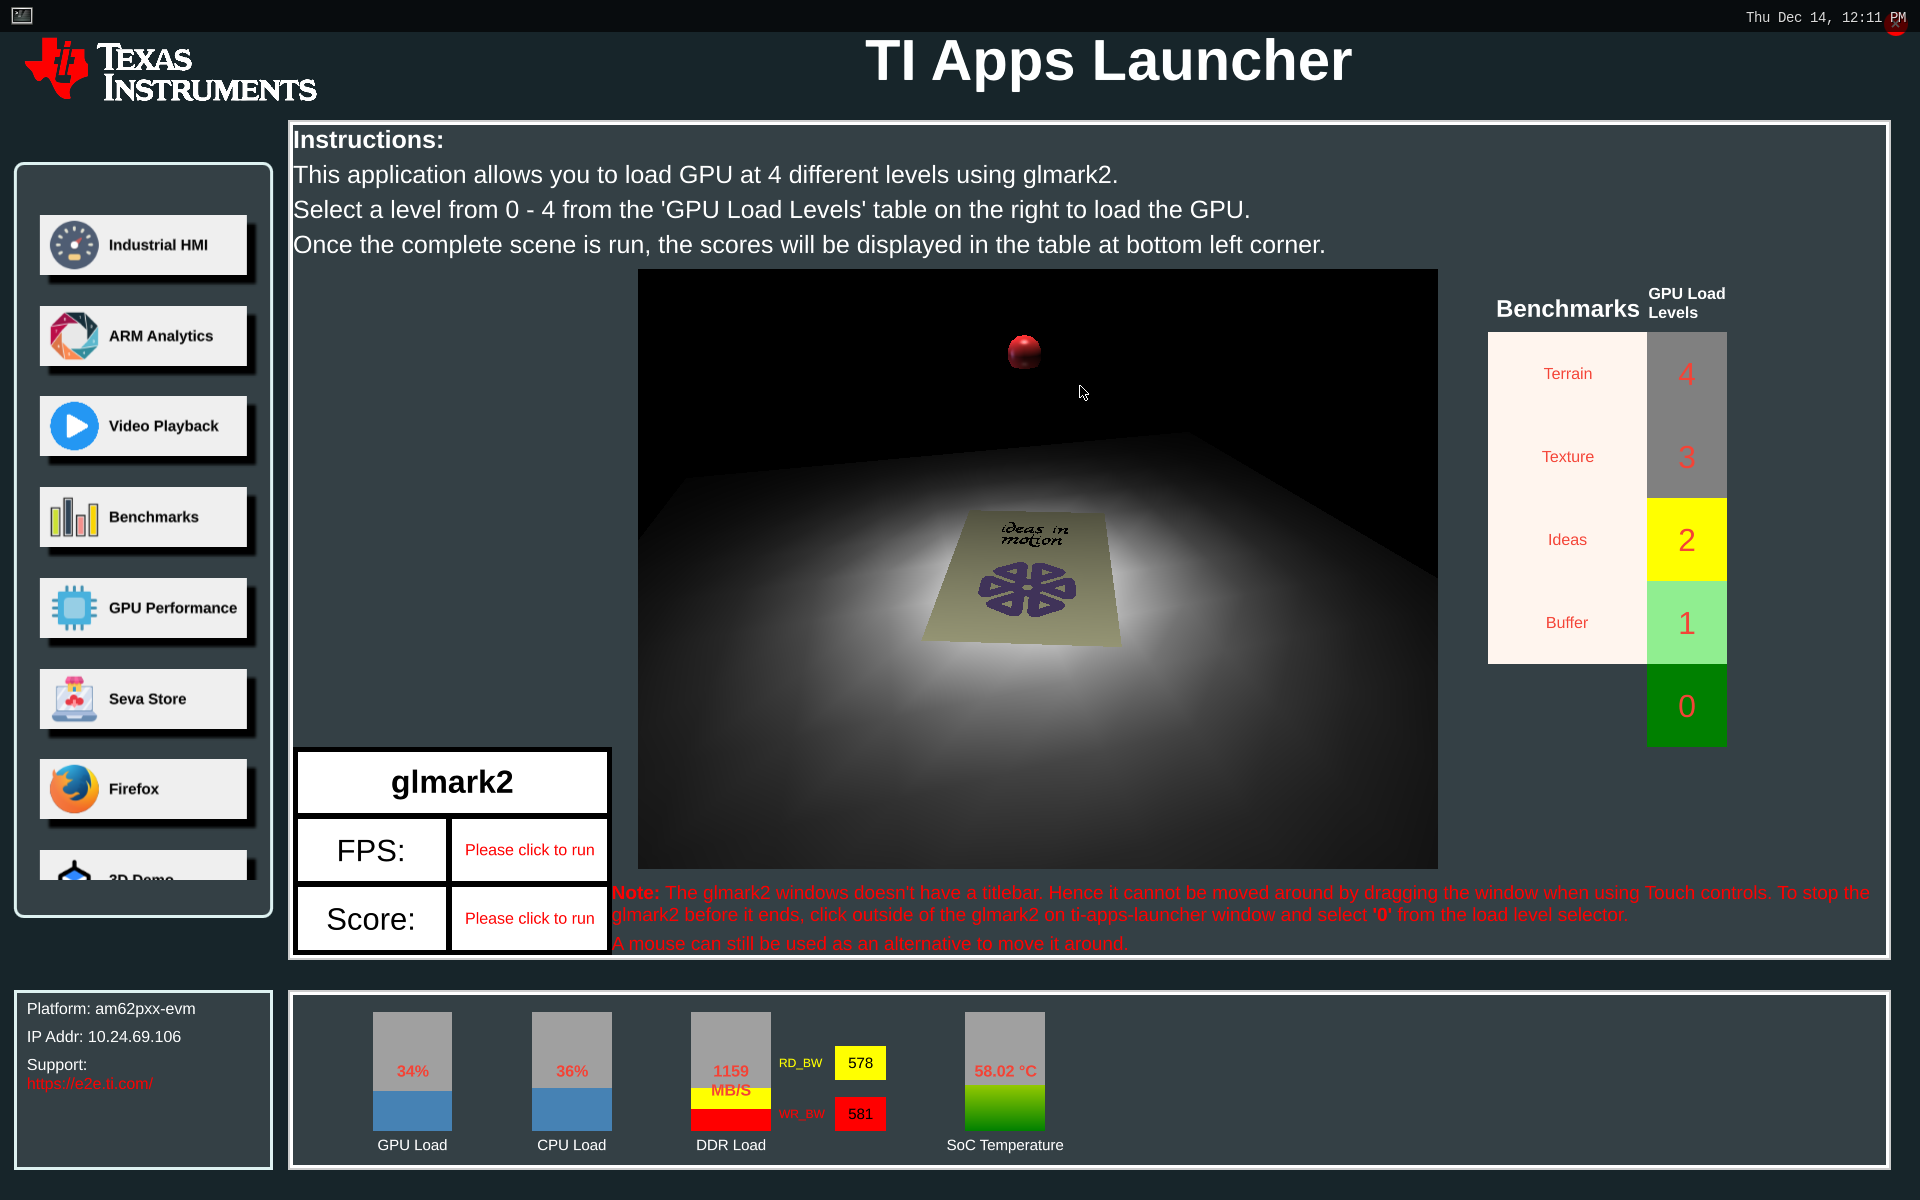 Thu Dec 14, 12:11 PM
TEXAS
INSTRUMENTS
TI Apps Launcher
Industrial HMI
ARM Analytics
Video Playback
Benchmarks
GPU Performance
Seva Store
Firefox
3D Demo
Instructions:
This application allows you to load GPU at 4 different levels using glmark2.
Select a level from 0 - 4 from the 'GPU Load Levels' table on the right to load the GPU.
Once the complete scene is run, the scores will be displayed in the table at bottom left corner.
ideas in
motion
Benchmarks
GPU Load
Levels
Terrain 4
Texture 3
Ideas 2
Buffer 1
0
glmark2
FPS: Please click to run
Score: Please click to run
Note: The glmark2 windows doesn't have a titlebar. Hence it cannot be moved around by dragging the window when using Touch controls. To stop the
glmark2 before it ends, click outside of the glmark2 on ti-apps-launcher window and select '0' from the load level selector.
A mouse can still be used as an alternative to move it around.
Platform: am62pxx-evm
IP Addr: 10.24.69.106
Support:
https://e2e.ti.com/
34%
GPU Load
36%
CPU Load
1159
MB/S
DDR Load
RD_BW 578
WR_BW 581
58.02 °C
SoC Temperature